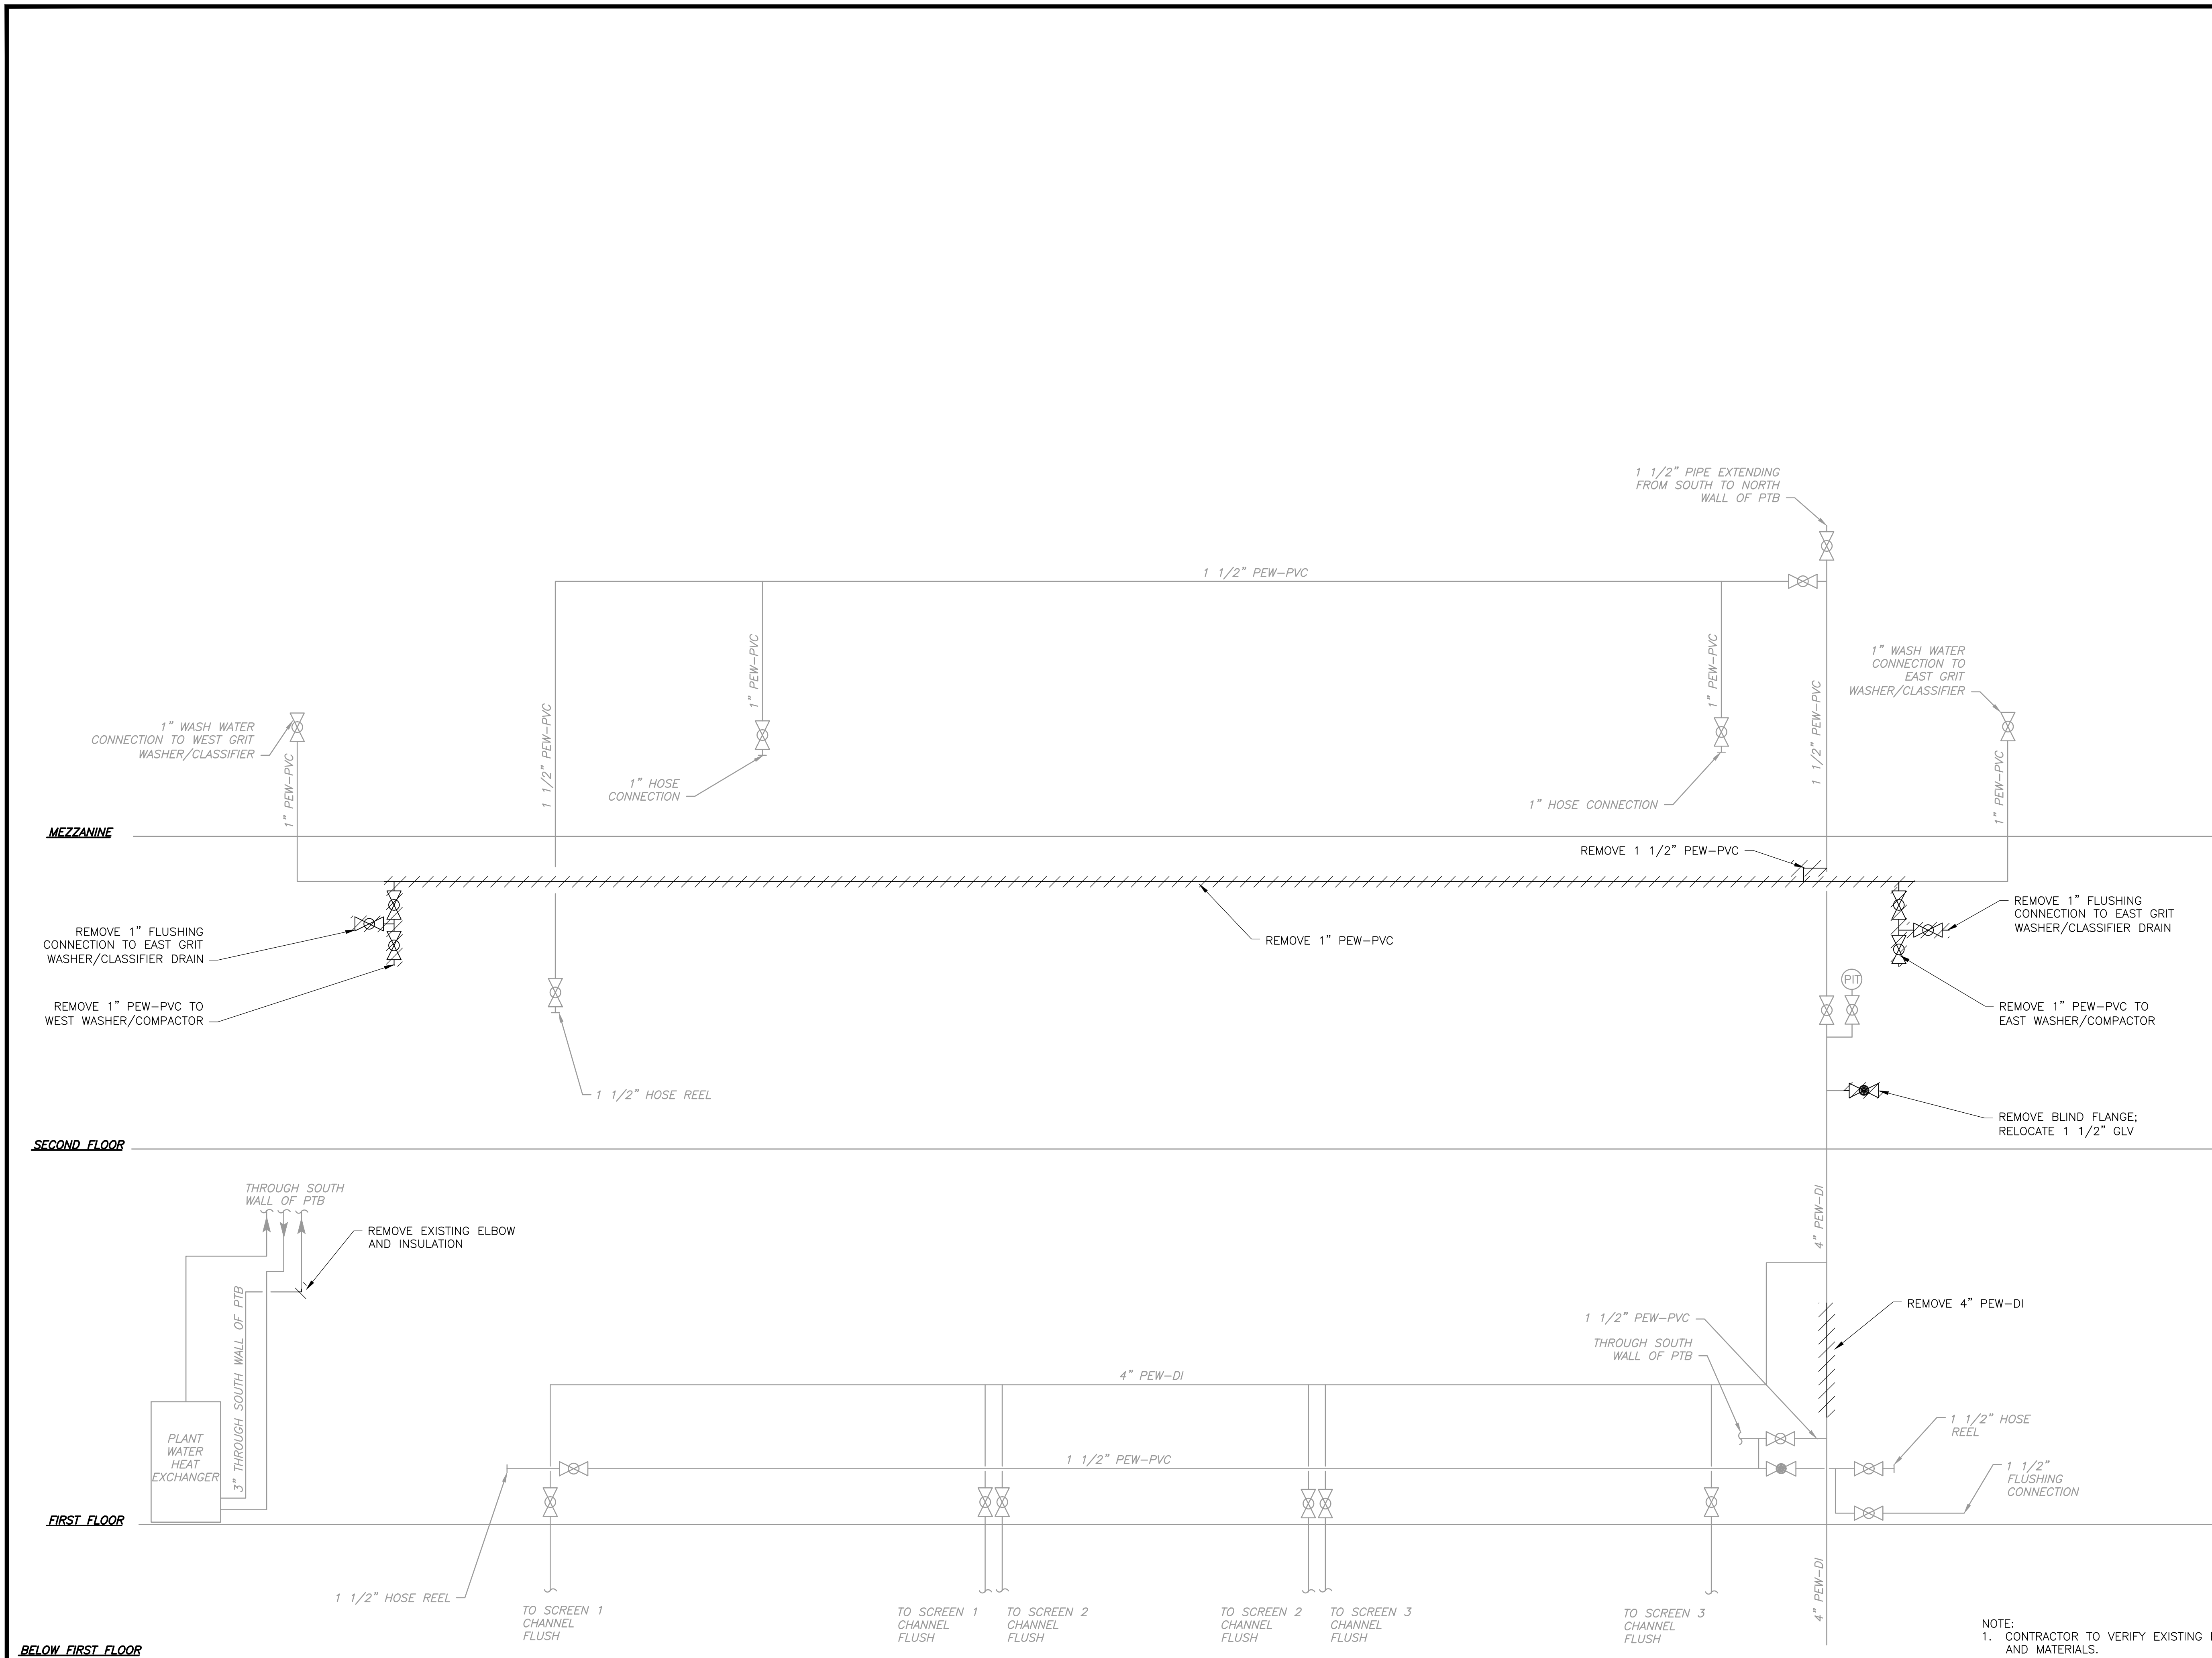 1 1/2" PIPE EXTENDING
FROM SOUTH TO NORTH
WALL OF PTB
1 1/2" PEW-PVC
1" PEW-PVC
1" PEW-PVC
1 1/2" PEW-PVC
1 1/2" PEW-PVC
1" WASH WATER
CONNECTION TO
EAST GRIT
WASHER/CLASSIFIER
1" WASH WATER
CONNECTION TO WEST GRIT
WASHER/CLASSIFIER
1" PEW-PVC
1" PEW-PVC
1" HOSE
CONNECTION
1" HOSE CONNECTION
MEZZANINE
REMOVE 1 1/2" PEW-PVC
REMOVE 1" FLUSHING
CONNECTION TO EAST GRIT
WASHER/CLASSIFIER DRAIN
REMOVE 1" PEW-PVC
REMOVE 1" FLUSHING
CONNECTION TO EAST GRIT
WASHER/CLASSIFIER DRAIN
REMOVE 1" PEW-PVC TO
WEST WASHER/COMPACTOR
PIT
REMOVE 1" PEW-PVC TO
EAST WASHER/COMPACTOR
1 1/2" HOSE REEL
REMOVE BLIND FLANGE;
RELOCATE 1 1/2" GLV
SECOND FLOOR
THROUGH SOUTH
WALL OF PTB
REMOVE EXISTING ELBOW
AND INSULATION
4" PEW-DI
3" THROUGH SOUTH WALL OF PTB
REMOVE 4" PEW-DI
1 1/2" PEW-PVC
THROUGH SOUTH
WALL OF PTB
4" PEW-DI
PLANT
WATER
HEAT
EXCHANGER
1 1/2" PEW-PVC
1 1/2" HOSE
REEL
1 1/2"
FLUSHING
CONNECTION
FIRST FLOOR
1 1/2" HOSE REEL
TO SCREEN 1
CHANNEL
FLUSH
TO SCREEN 1
CHANNEL
FLUSH
TO SCREEN 2
CHANNEL
FLUSH
TO SCREEN 2
CHANNEL
FLUSH
TO SCREEN 3
CHANNEL
FLUSH
TO SCREEN 3
CHANNEL
FLUSH
4" PEW-DI
NOTE:
1. CONTRACTOR TO VERIFY EXISTING
AND MATERIALS.
BELOW FIRST FLOOR